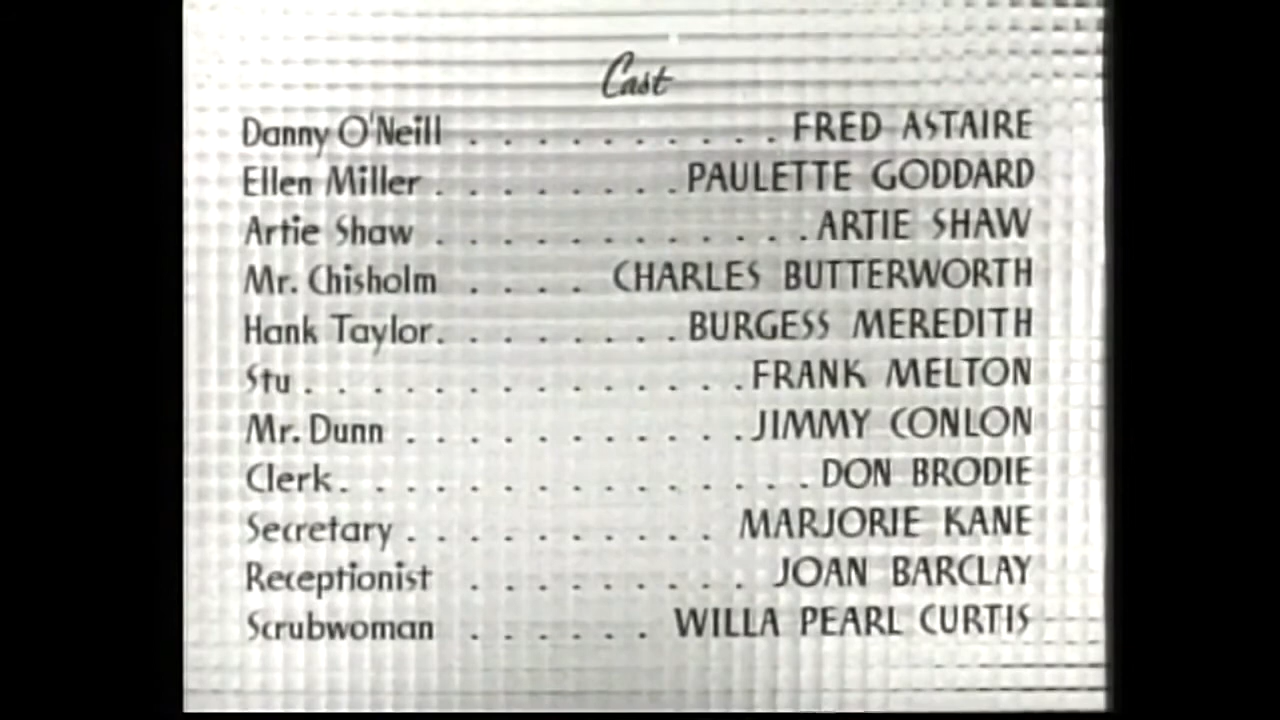 Cast
Danny O'Neill . . . . . . . . . . FRED ASTAIRE
Ellen Miller . . . . . . . . PAULETTE GODDARD
Artie Shaw . . . . . . . . . . . . ARTIE SHAW
Mr. Chisholm . . . . CHARLES BUTTERWORTH
Hank Taylor. . . . . . . . BURGESS MEREDITH
Stu . . . . . . . . . . . . . . FRANK MELTON
Mr. Dunn . . . . . . . . . . . JIMMY CONLON
Clerk. . . . . . . . . . . . . . . DON BRODIE
Secretary . . . . . . . . . . MARJORIE KANE
Receptionist . . . . . . . . . JOAN BARCLAY
Scrubwoman . . . . . . WILLA PEARL CURTIS